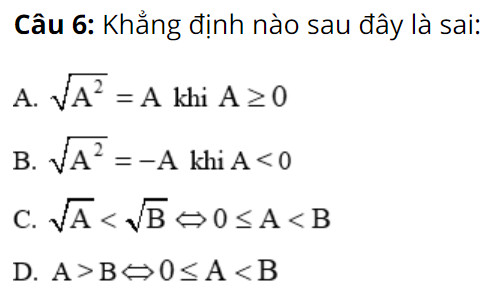 Câu 6: Khẳng định nào sau đây là sai:
A. √A² = A khi A ≥ 0
B. √A² = −A khi A < 0
C. √A < √B ⇔ 0 ≤ A < B
D. A > B ⇔ 0 ≤ A < B